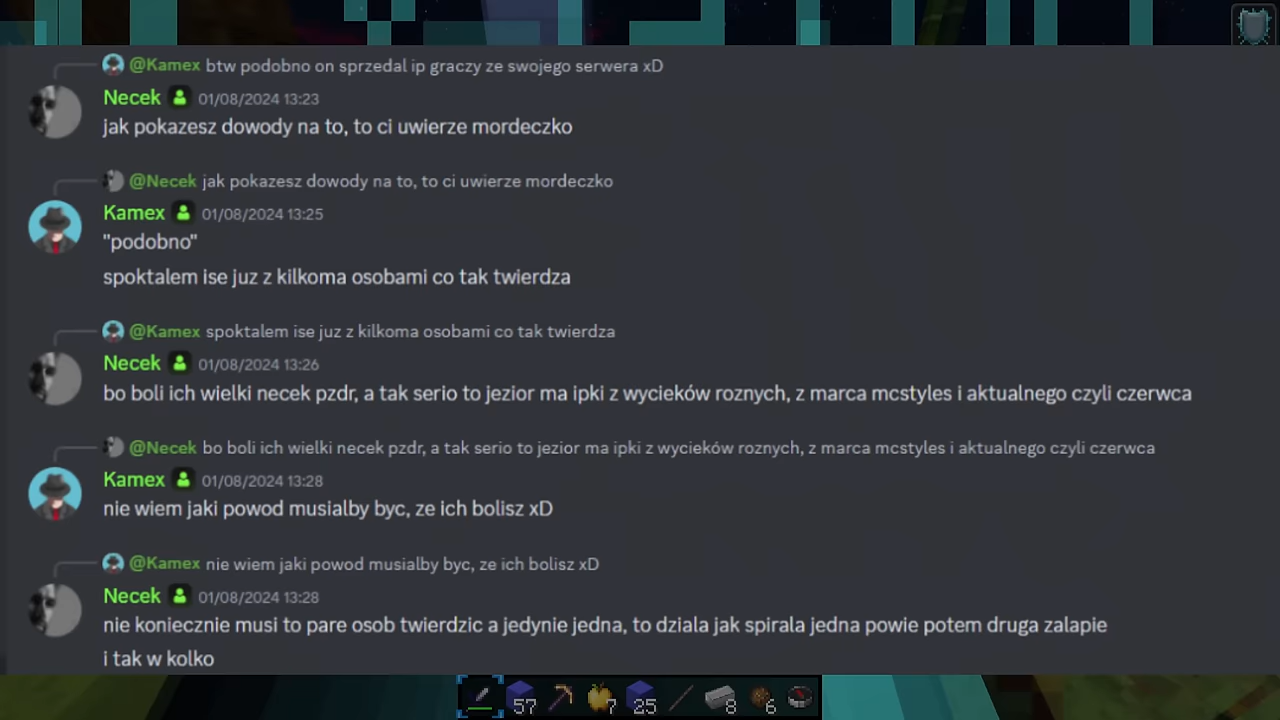 @Kamex btw podobno on sprzedal ip graczy ze swojego serwera xD
Necek 01/08/2024 13:23
jak pokazesz dowody na to, to ci uwierze mordeczko
@Necek jak pokazesz dowody na to, to ci uwierze mordeczko
Kamex 01/08/2024 13:25
"podobno"
spoktalem ise juz z kilkoma osobami co tak twierdza
@Kamex spoktalem ise juz z kilkoma osobami co tak twierdza
Necek 01/08/2024 13:26
bo boli ich wielki necek pzdr, a tak serio to jezior ma ipki z wycieków roznych, z marca mcstyles i aktualnego czyli czerwca
@Necek bo boli ich wielki necek pzdr, a tak serio to jezior ma ipki z wycieków roznych, z marca mcstyles i aktualnego czyli czerwca
Kamex 01/08/2024 13:28
nie wiem jaki powod musialby byc, ze ich bolisz xD
@Kamex nie wiem jaki powod musialby byc, ze ich bolisz xD
Necek 01/08/2024 13:28
nie koniecznie musi to pare osob twierdzic a jedynie jedna, to dziala jak spirala jedna powie potem druga zalapie
i tak w kolko
57 7 25 8 6